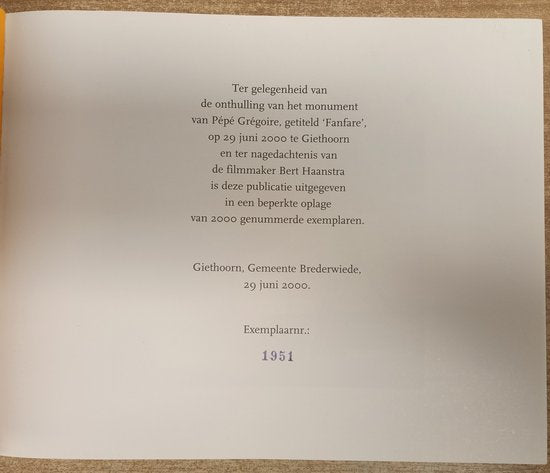 Ter gelegenheid van
de onthulling van het monument
van Pépé Grégoire, getiteld ‘Fanfare’,
op 29 juni 2000 te Giethoorn
en ter nagedachtenis van
de filmmaker Bert Haanstra
is deze publicatie uitgegeven
in een beperkte oplage
van 2000 genummerde exemplaren.
Giethoorn, Gemeente Brederwiede,
29 juni 2000.
Exemplaarnr.:
1951